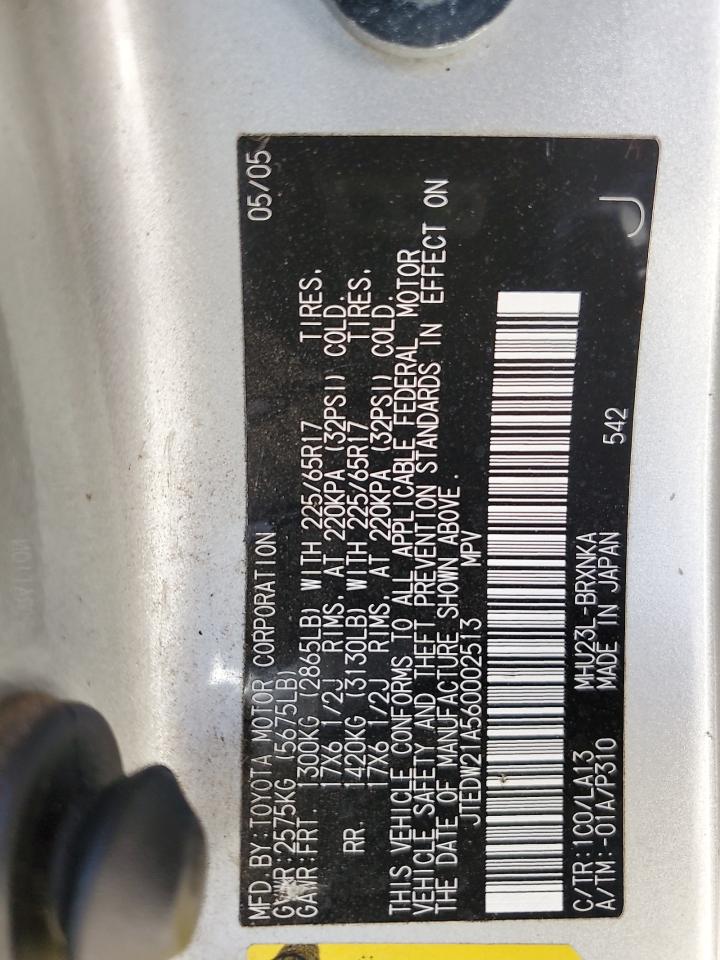 MFD.BY:TOYOTA MOTOR CORPORATION 05/05
GVWR:2575KG (5675LB)
GAWR:FRT. 1300KG (2865LB) WITH 225/65R17 TIRES,
17X6 1/2J RIMS, AT 220KPA (32PSI) COLD.
RR. 1420KG (3130LB) WITH 225/65R17 TIRES,
17X6 1/2J RIMS, AT 220KPA (32PSI) COLD.
THIS VEHICLE CONFORMS TO ALL APPLICABLE FEDERAL MOTOR
VEHICLE SAFETY AND THEFT PREVENTION STANDARDS IN EFFECT ON
THE DATE OF MANUFACTURE SHOWN ABOVE.
JTEDW21A560002513 MPV
C/TR:1C0/LA13 MHU23L-BRXNKA
A/TM:-01A/P310 MADE IN JAPAN 542 J